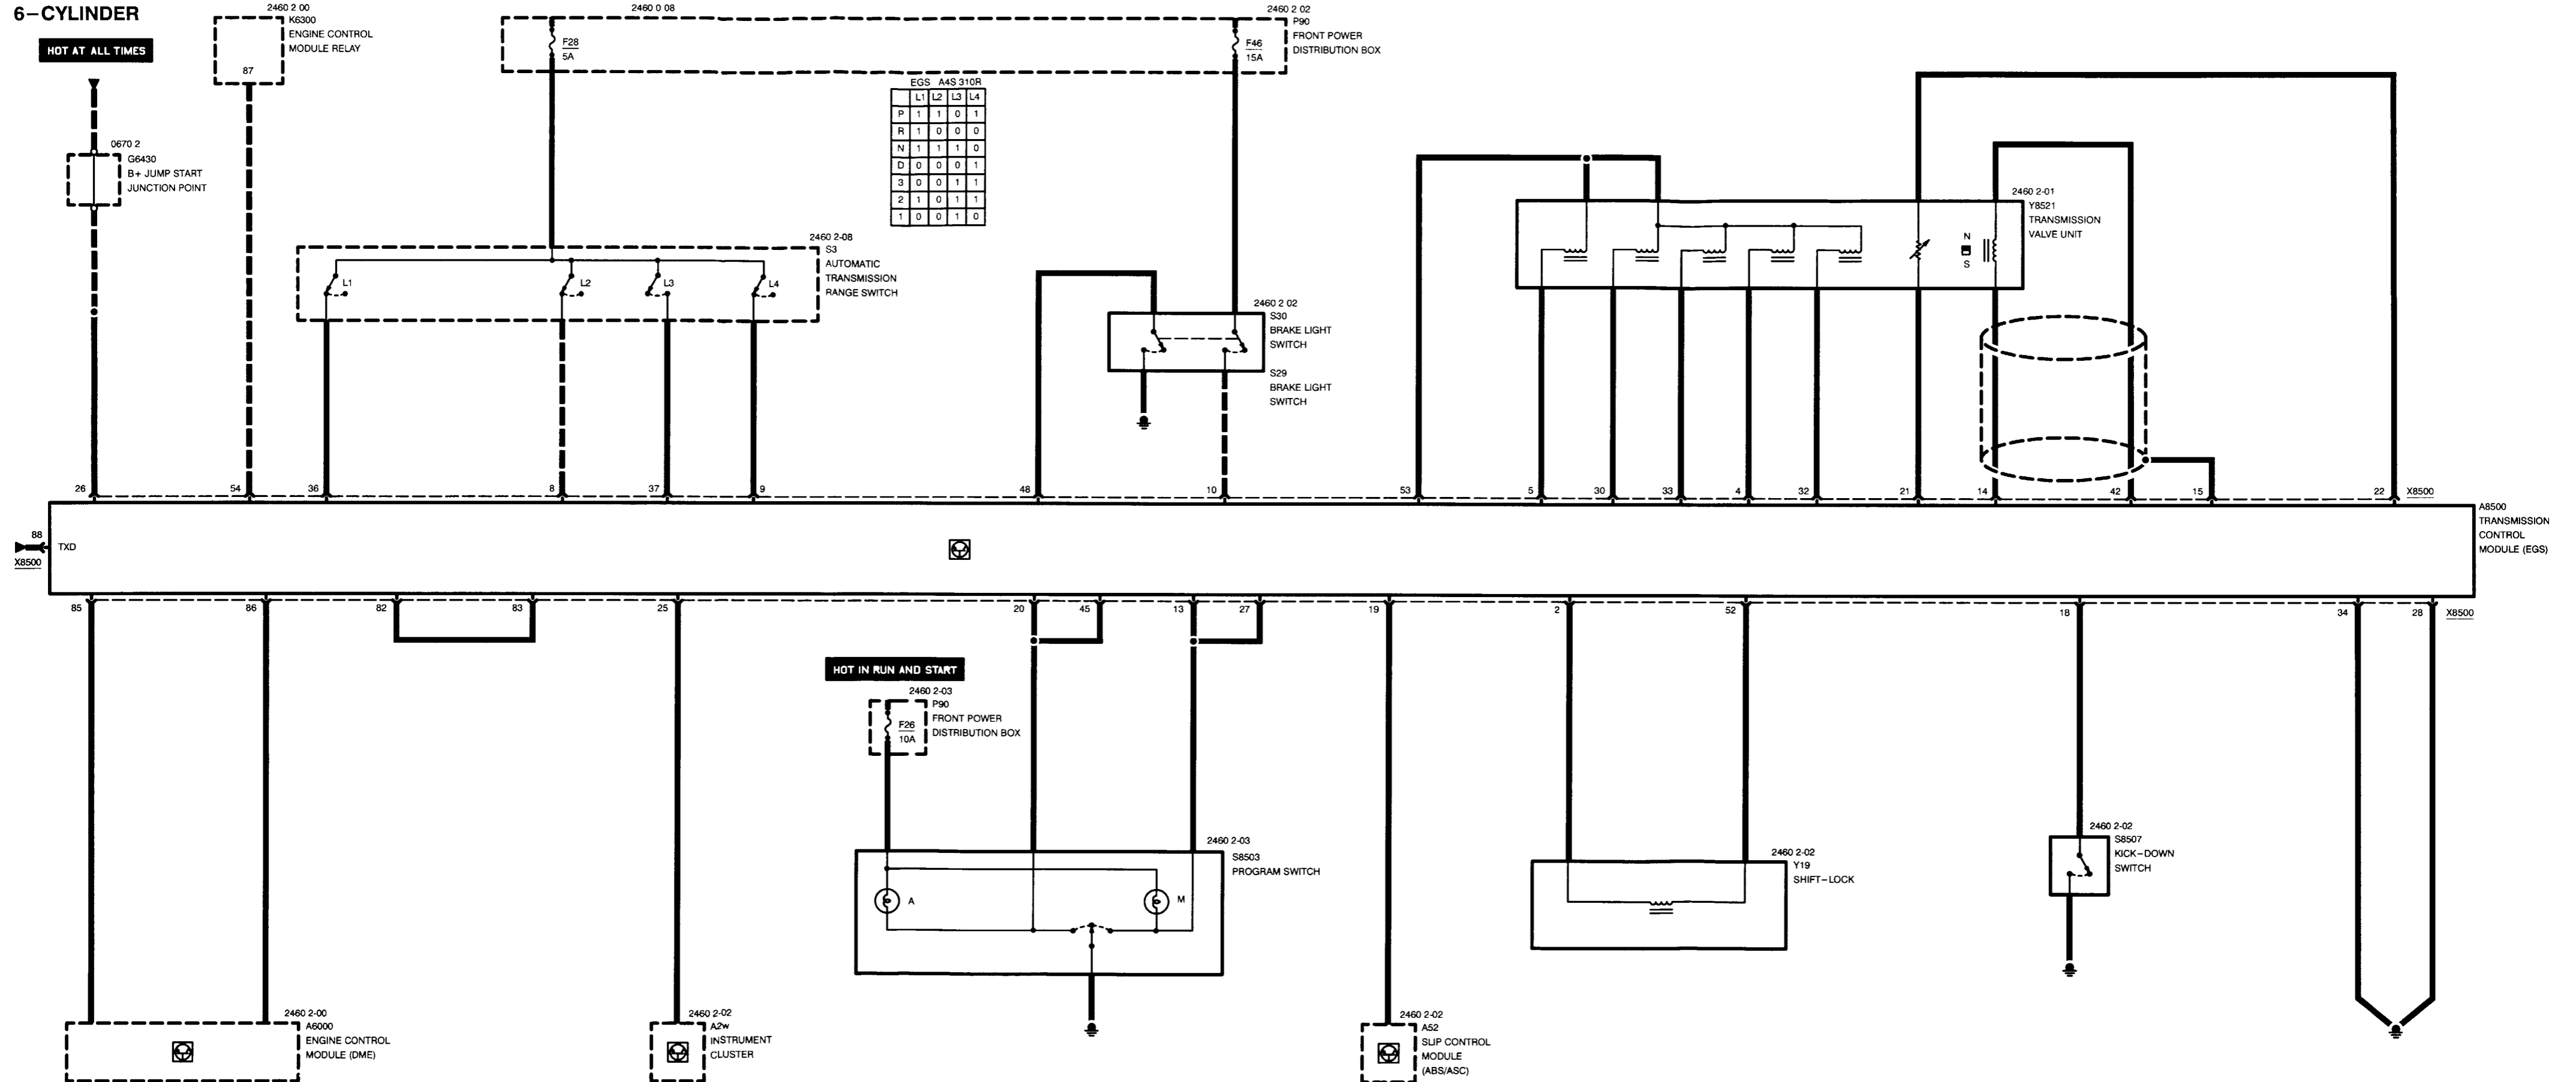 6-CYLINDER
HOT AT ALL TIMES
2460 2 00
K6300
ENGINE CONTROL
MODULE RELAY
87
2460 0 08
F28
5A
2460 2 02
P90
FRONT POWER
DISTRIBUTION BOX
F46
15A
0670 2
G6430
B+ JUMP START
JUNCTION POINT
EGS A4S 310R
L1 L2 L3 L4
P 1 1 0 1
R 1 0 0 0
N 1 1 1 0
D 0 0 0 1
3 0 0 1 1
2 1 0 1 1
1 0 0 1 0
2460 2-08
S3
AUTOMATIC
TRANSMISSION
RANGE SWITCH
L1
L2
L3
L4
2460 2 02
S30
BRAKE LIGHT
SWITCH
S29
BRAKE LIGHT
SWITCH
2460 2-01
Y8521
TRANSMISSION
VALVE UNIT
N
S
26 54 36 8 37 9 48 10 53 5 30 33 4 32 21 14 42 15 22 X8500
88
X8500
TXD
A8500
TRANSMISSION
CONTROL
MODULE (EGS)
85 86 82 83 25 20 45 13 27 19 2 52 18 34 28 X8500
HOT IN RUN AND START
2460 2-03
P90
FRONT POWER
DISTRIBUTION BOX
F26
10A
2460 2-03
S8503
PROGRAM SWITCH
A
M
2460 2-02
Y19
SHIFT-LOCK
2460 2-02
S8507
KICK-DOWN
SWITCH
2460 2-00
A6000
ENGINE CONTROL
MODULE (DME)
2460 2-02
A2w
INSTRUMENT
CLUSTER
2460 2-02
A52
SLIP CONTROL
MODULE
(ABS/ASC)